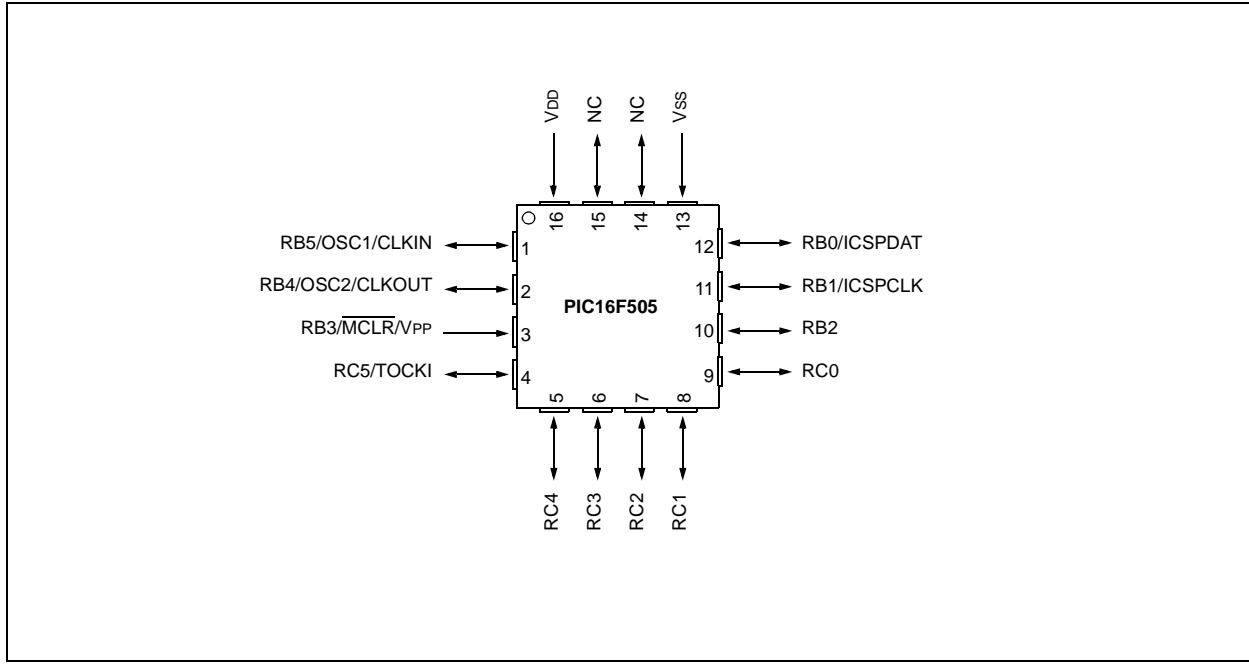 VDD
NC
NC
VSS
16
15
14
13
RB5/OSC1/CLKIN
1
RB4/OSC2/CLKOUT
2
RB3/MCLR/VPP
3
RC5/TOCKI
4
PIC16F505
12
RB0/ICSPDAT
11
RB1/ICSPCLK
10
RB2
9
RC0
5
6
7
8
RC4
RC3
RC2
RC1